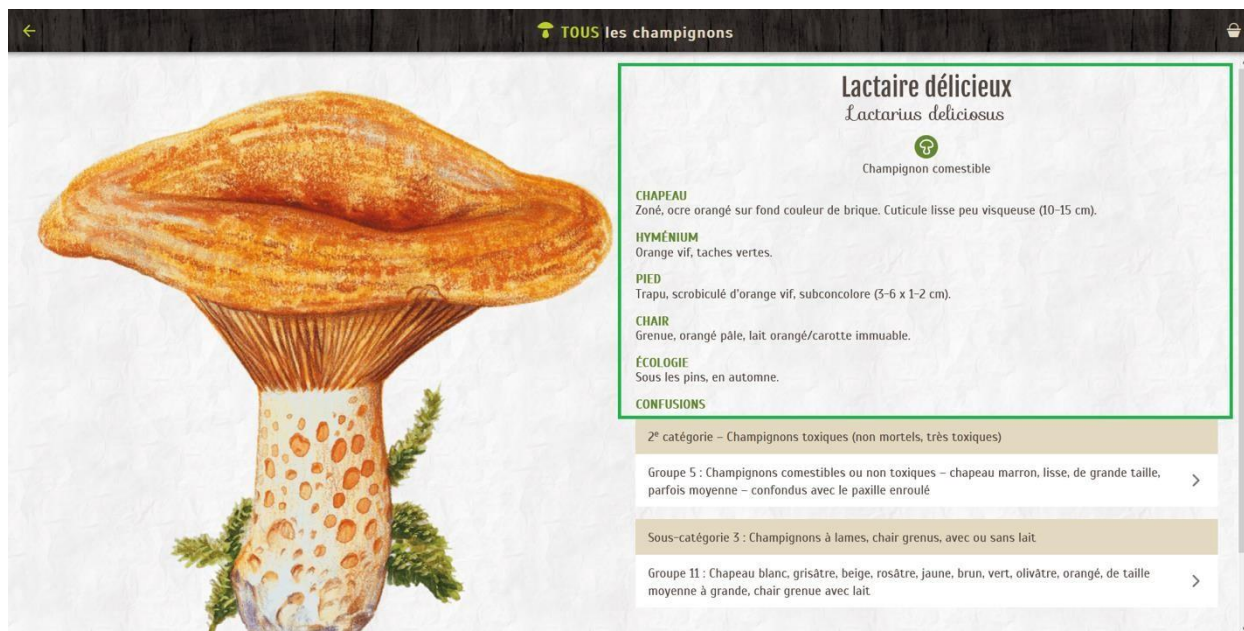 TOUS les champignons
Lactaire délicieux
Lactarius deliciosus
Champignon comestible
CHAPEAU
Zoné, ocre orangé sur fond couleur de brique. Cuticule lisse peu visqueuse (10-15 cm).
HYMÉNIUM
Orange vif, taches vertes.
PIED
Trapu, scrobiculé d'orange vif, subconcolore (3-6 x 1-2 cm).
CHAIR
Grenue, orangé pâle, lait orangé/carotte immuable.
ÉCOLOGIE
Sous les pins, en automne.
CONFUSIONS
2e catégorie – Champignons toxiques (non mortels, très toxiques)
Groupe 5 : Champignons comestibles ou non toxiques – chapeau marron, lisse, de grande taille,
parfois moyenne – confondus avec le paxille enroulé
Sous-catégorie 3 : Champignons à lames, chair grenus, avec ou sans lait
Groupe 11 : Chapeau blanc, grisâtre, beige, rosâtre, jaune, brun, vert, olivâtre, orangé, de taille
moyenne à grande, chair grenue avec lait